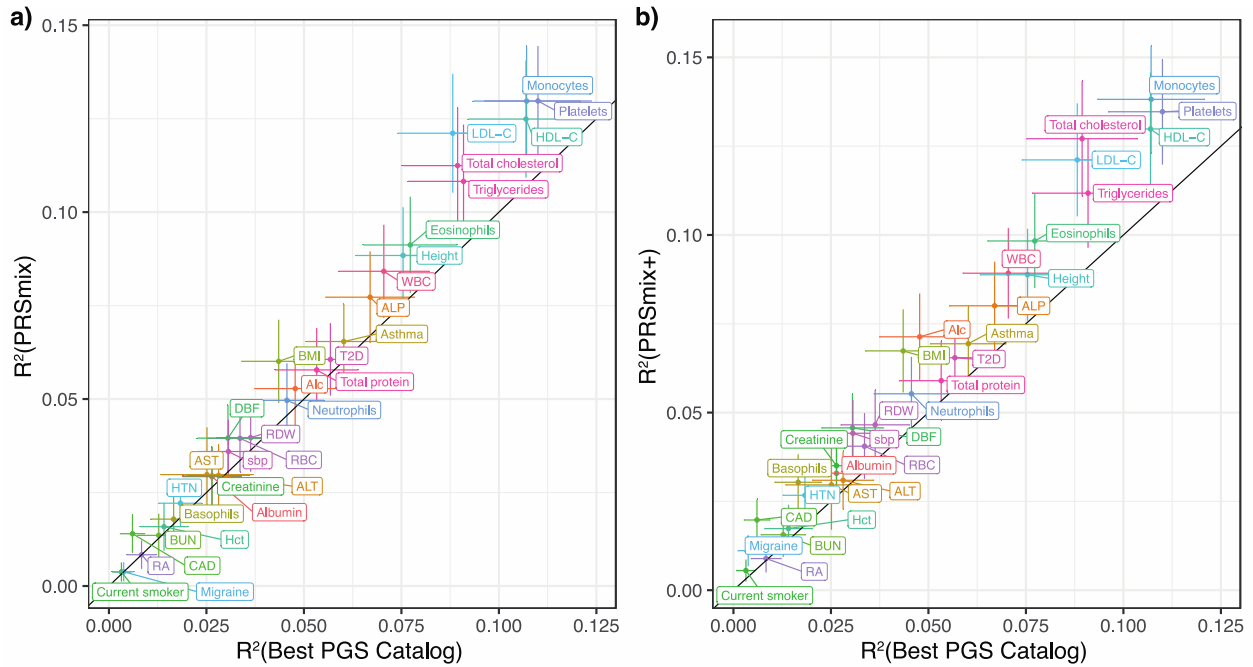 a)
R²(PRSmix)
0.15
0.10
0.05
0.00
Monocytes
Platelets
LDL−C
HDL−C
Total cholesterol
Triglycerides
Eosinophils
Height
WBC
ALP
Asthma
BMI
T2D
Total protein
Alc
Neutrophils
DBF
RDW
AST
sbp
RBC
Creatinine
ALT
HTN
Albumin
Basophils
Hct
BUN
CAD
RA
Current smoker
Migraine
0.000
0.025
0.050
0.075
0.100
0.125
R²(Best PGS Catalog)
b)
R²(PRSmix+)
0.15
0.10
0.05
0.00
Monocytes
Platelets
Total cholesterol
HDL−C
LDL−C
Triglycerides
Eosinophils
WBC
Height
ALP
Alc
Asthma
BMI
T2D
Total protein
RDW
Neutrophils
DBF
Creatinine
sbp
RBC
Basophils
Albumin
HTN
AST
ALT
CAD
Hct
Migraine
BUN
RA
Current smoker
0.000
0.025
0.050
0.075
0.100
0.125
R²(Best PGS Catalog)